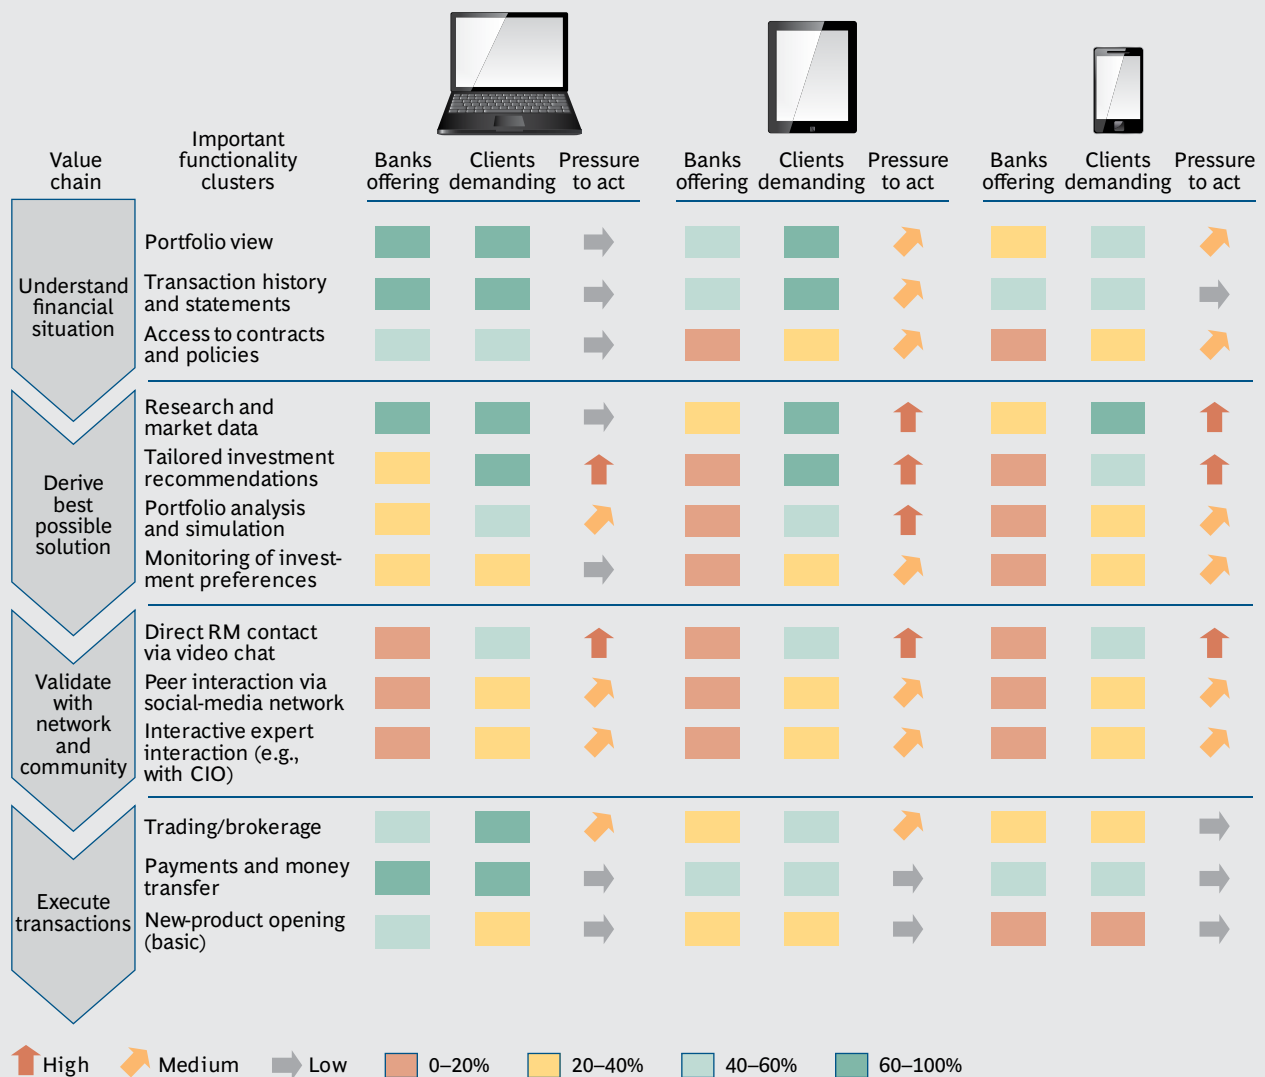 Value
chain
Important
functionality
clusters
Banks
offering
Clients
demanding
Pressure
to act
Banks
offering
Clients
demanding
Pressure
to act
Banks
offering
Clients
demanding
Pressure
to act
Understand
financial
situation
Portfolio view
Transaction history
and statements
Access to contracts
and policies
Derive
best
possible
solution
Research and
market data
Tailored investment
recommendations
Portfolio analysis
and simulation
Monitoring of invest-
ment preferences
Validate
with
network
and
community
Direct RM contact
via video chat
Peer interaction via
social-media network
Interactive expert
interaction (e.g.,
with CIO)
Execute
transactions
Trading/brokerage
Payments and money
transfer
New-product opening
(basic)
High
Medium
Low
0–20%
20–40%
40–60%
60–100%